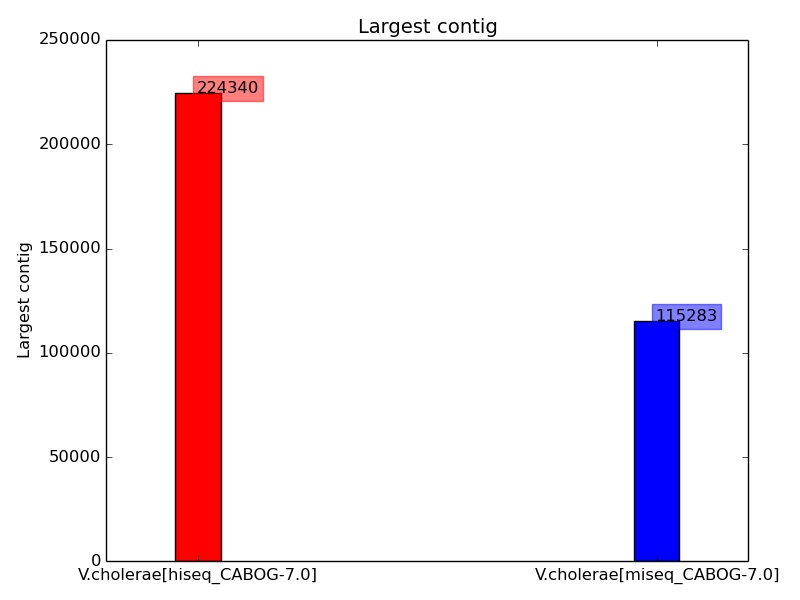 Largest contig
250000
200000
150000
100000
50000
0
Largest contig
224340
115283
V.cholerae[hiseq_CABOG-7.0]
V.cholerae[miseq_CABOG-7.0]